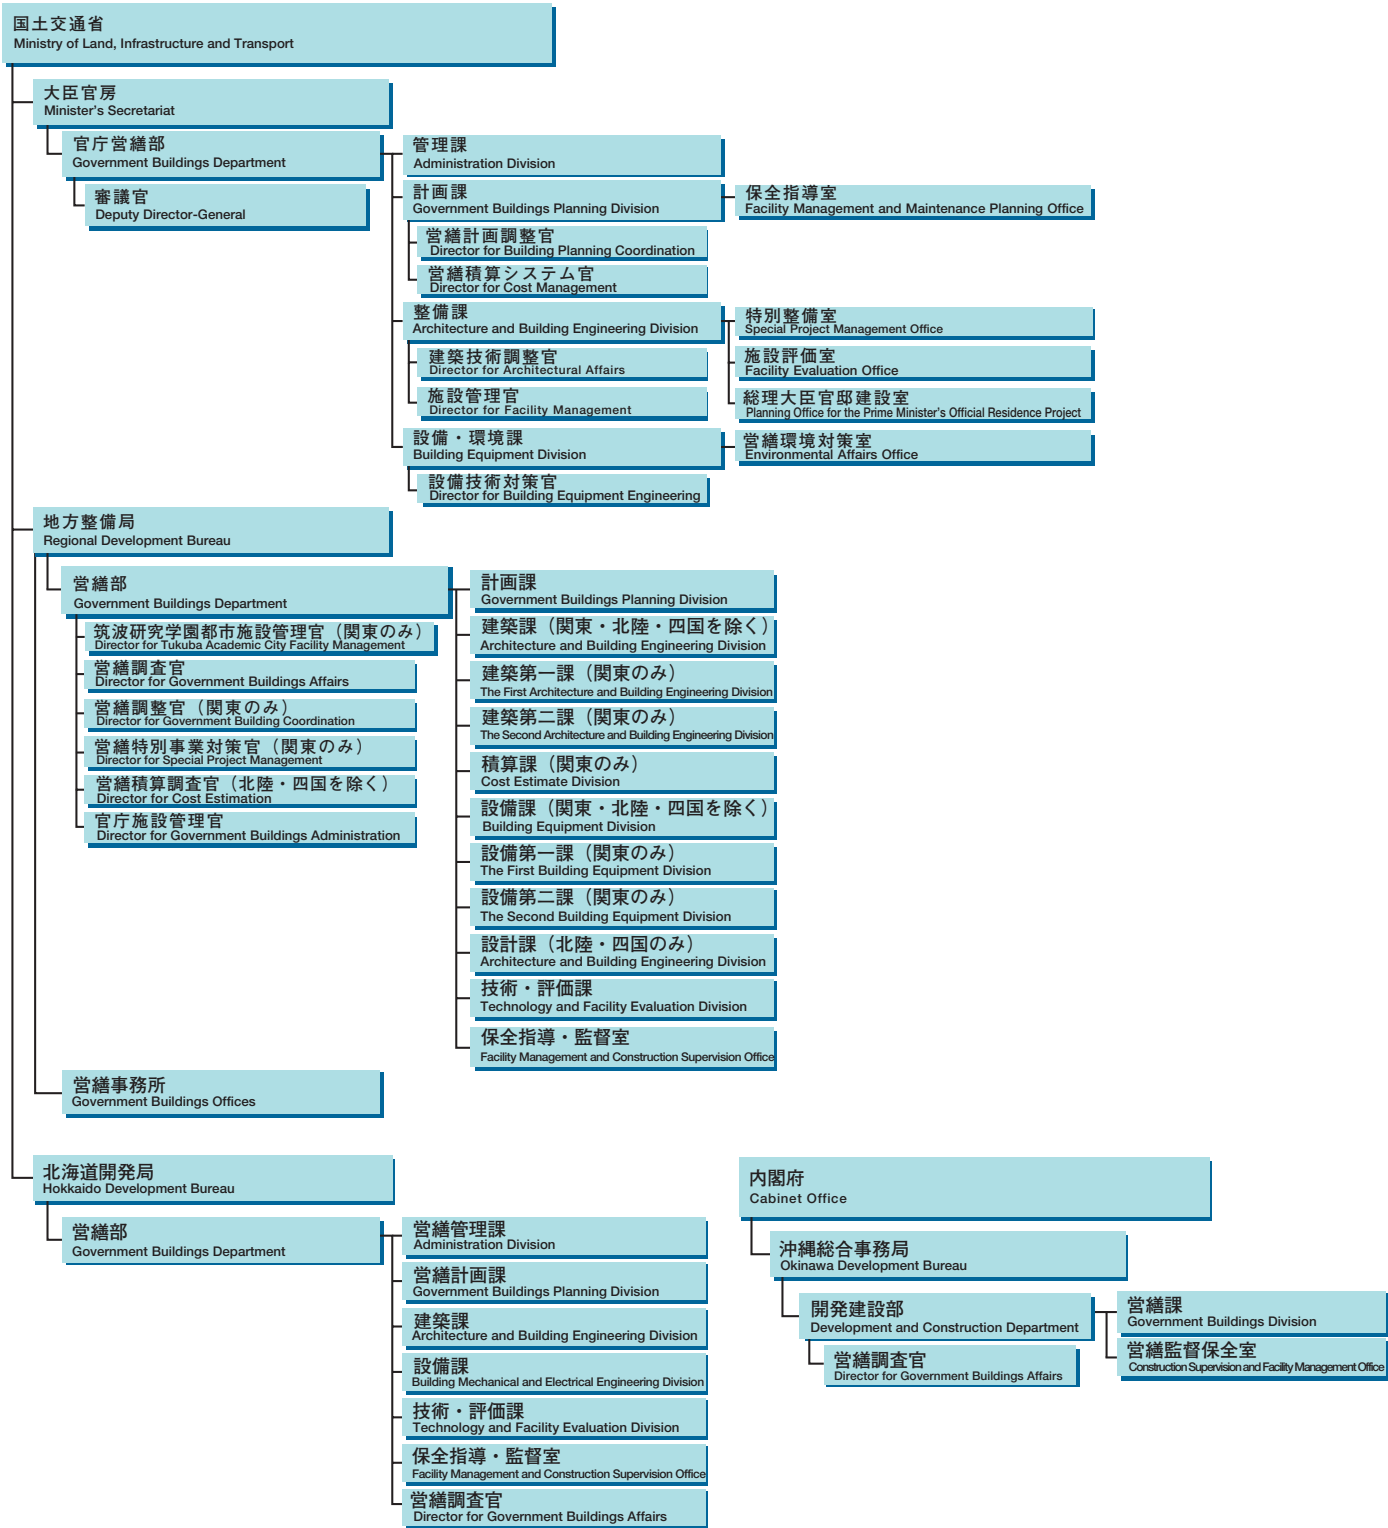 国土交通省
Ministry of Land, Infrastructure and Transport
大臣官房
Minister's Secretariat
官庁営繕部
Government Buildings Department
審議官
Deputy Director-General
管理課
Administration Division
計画課
Government Buildings Planning Division
保全指導室
Facility Management and Maintenance Planning Office
営繕計画調整官
Director for Building Planning Coordination
営繕積算システム官
Director for Cost Management
整備課
Architecture and Building Engineering Division
特別整備室
Special Project Management Office
建築技術調整官
Director for Architectural Affairs
施設評価室
Facility Evaluation Office
施設管理官
Director for Facility Management
総理大臣官邸建設室
Planning Office for the Prime Minister's Official Residence Project
設備・環境課
Building Equipment Division
営繕環境対策室
Environmental Affairs Office
設備技術対策官
Director for Building Equipment Engineering
地方整備局
Regional Development Bureau
営繕部
Government Buildings Department
筑波研究学園都市施設管理官（関東のみ）
Director for Tukuba Academic City Facility Management
営繕調査官
Director for Government Buildings Affairs
営繕調整官（関東のみ）
Director for Government Building Coordination
営繕特別事業対策官（関東のみ）
Director for Special Project Management
営繕積算調査官（北陸・四国を除く）
Director for Cost Estimation
官庁施設管理官
Director for Government Buildings Administration
計画課
Government Buildings Planning Division
建築課（関東・北陸・四国を除く）
Architecture and Building Engineering Division
建築第一課（関東のみ）
The First Architecture and Building Engineering Division
建築第二課（関東のみ）
The Second Architecture and Building Engineering Division
積算課（関東のみ）
Cost Estimate Division
設備課（関東・北陸・四国を除く）
Building Equipment Division
設備第一課（関東のみ）
The First Building Equipment Division
設備第二課（関東のみ）
The Second Building Equipment Division
設計課（北陸・四国のみ）
Architecture and Building Engineering Division
技術・評価課
Technology and Facility Evaluation Division
保全指導・監督室
Facility Management and Construction Supervision Office
営繕事務所
Government Buildings Offices
北海道開発局
Hokkaido Development Bureau
営繕部
Government Buildings Department
営繕管理課
Administration Division
営繕計画課
Government Buildings Planning Division
建築課
Architecture and Building Engineering Division
設備課
Building Mechanical and Electrical Engineering Division
技術・評価課
Technology and Facility Evaluation Division
保全指導・監督室
Facility Management and Construction Supervision Office
営繕調査官
Director for Government Buildings Affairs
内閣府
Cabinet Office
沖縄総合事務局
Okinawa Development Bureau
開発建設部
Development and Construction Department
営繕調査官
Director for Government Buildings Affairs
営繕課
Government Buildings Division
営繕監督保全室
Construction Supervision and Facility Management Office